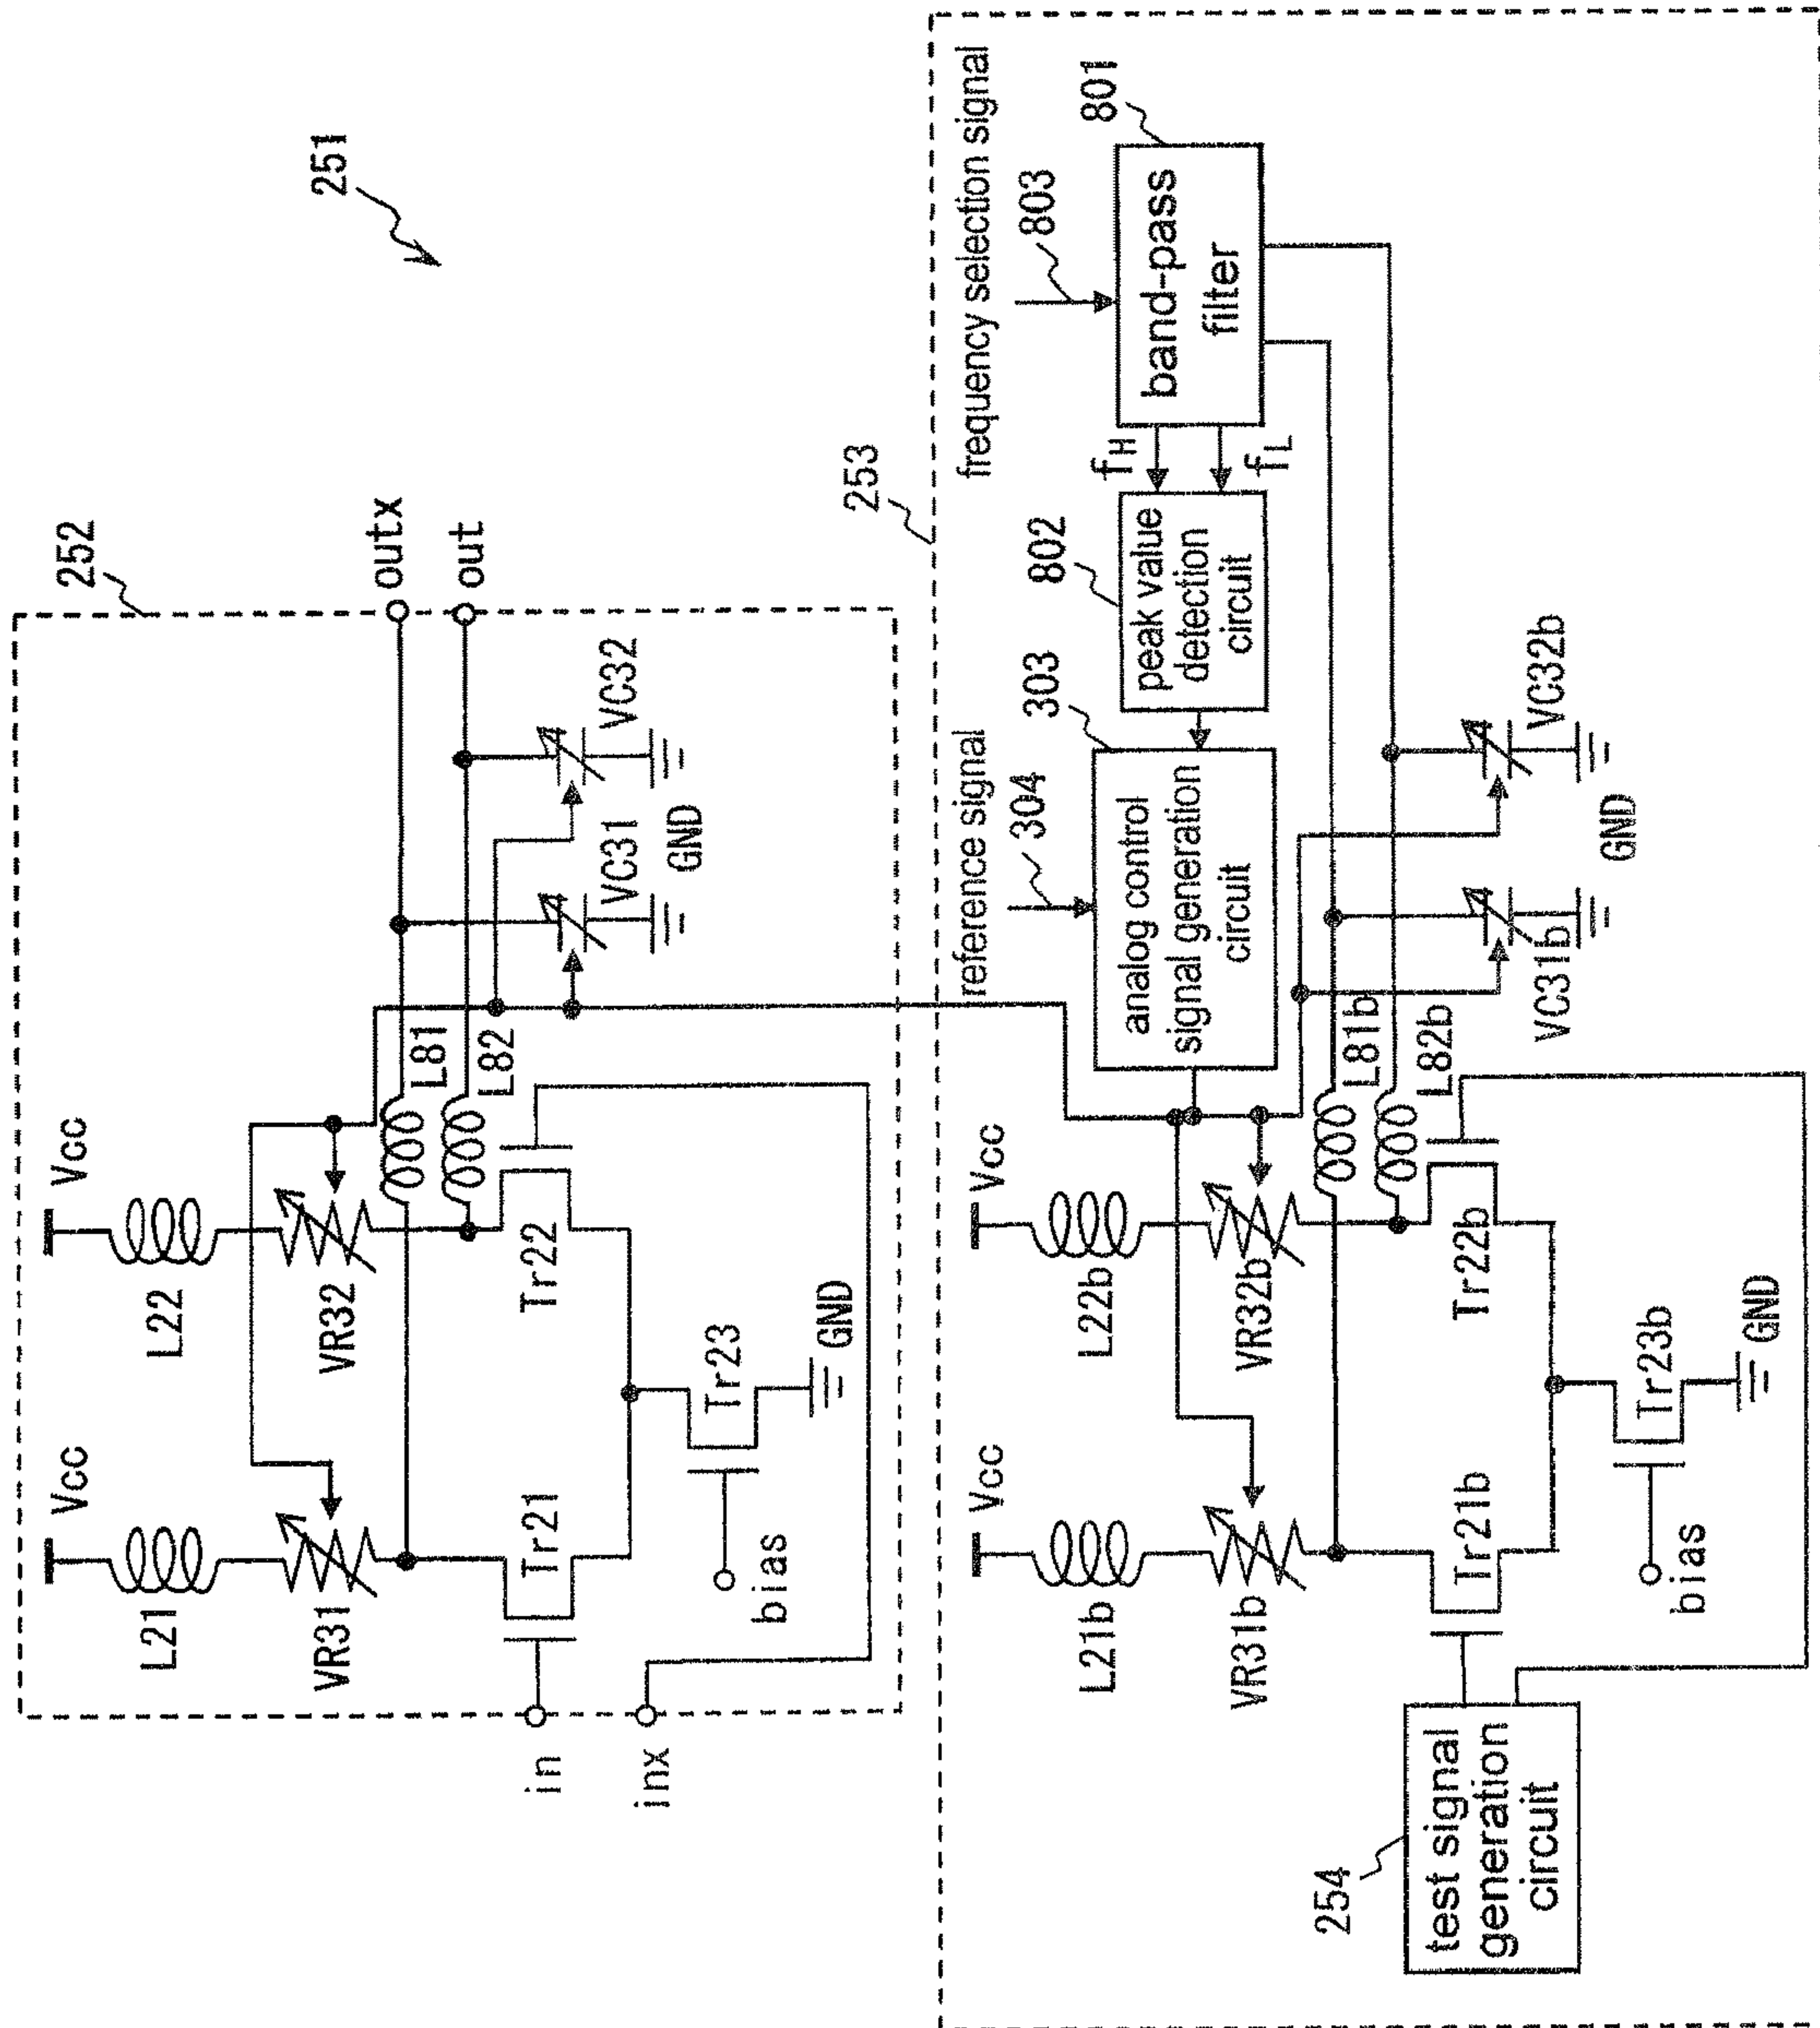 251
252
Vcc
Vcc
L21
L22
VR31
VR32
L81
L82
outx
out
VC31
VC32
GND
Tr21
Tr22
Tr23
GND
bias
in
inx
253
reference signal
frequency selection signal
304
303
802
803
801
analog control
signal generation
circuit
peak value
detection
circuit
fH
fL
band-pass
filter
Vcc
Vcc
L21b
L22b
VR31b
VR32b
L81b
L82b
VC31b
VC32b
GND
Tr21b
Tr22b
Tr23b
GND
bias
254
test signal
generation
circuit